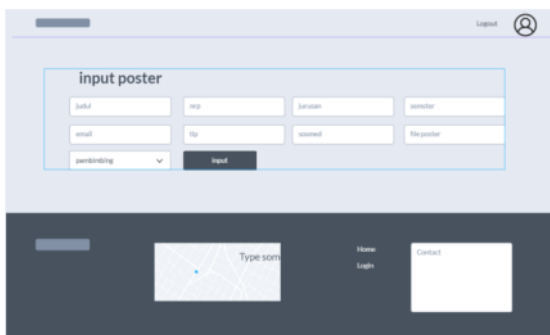 Logout
input poster
judul nrp jurusan semster
email tlp sosmed file poster
pembimbing input
Type som
Home
Login
Contact